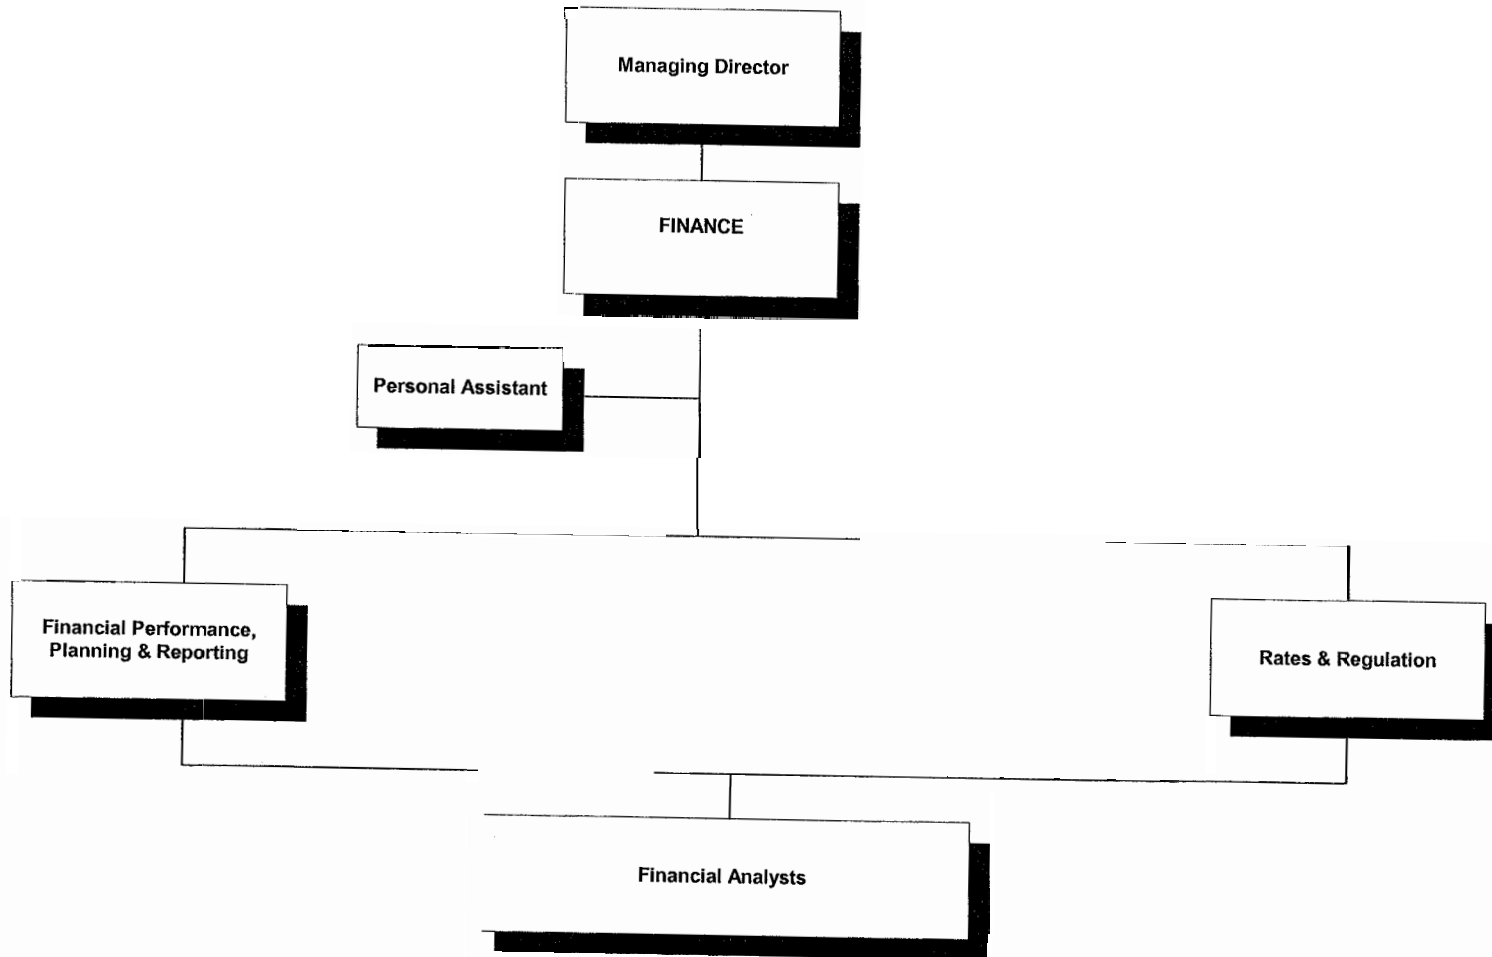 Managing Director
FINANCE
Personal Assistant
Financial Performance,
Planning & Reporting
Rates & Regulation
Financial Analysts